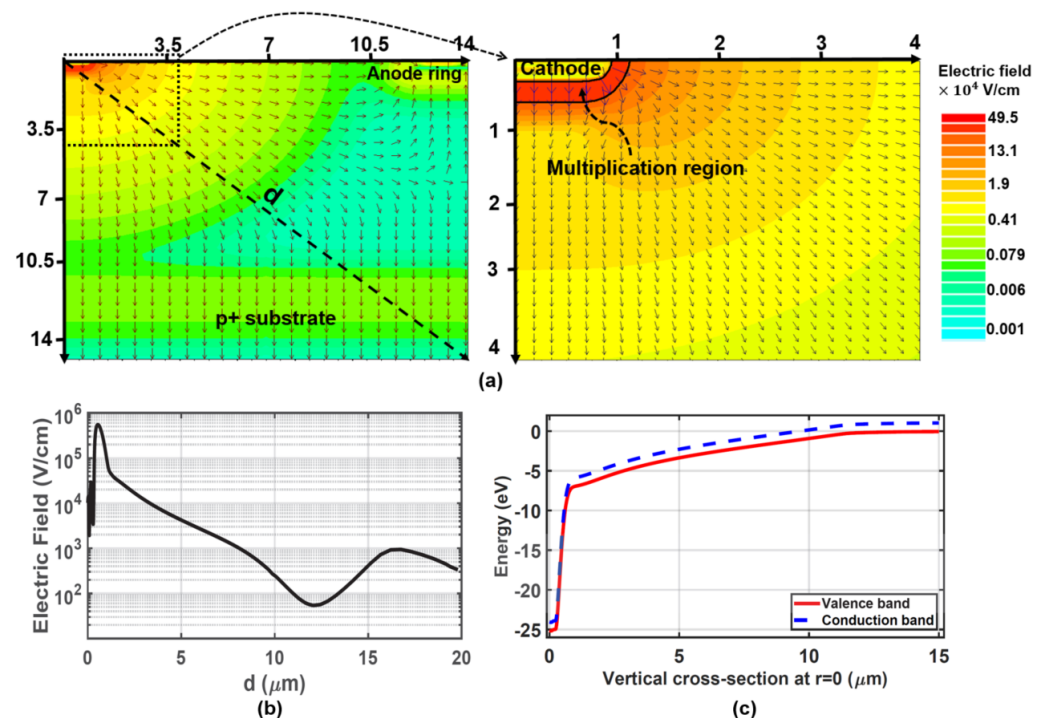 3.5 7 10.5 14
Anode ring
3.5
7
10.5
14
d
p+ substrate
1 2 3 4
Cathode
1
2
3
4
Multiplication region
Electric field
× 10⁴ V/cm
49.5
13.1
1.9
0.41
0.079
0.006
0.001
(a)
Electric Field (V/cm)
10⁶
10⁵
10⁴
10³
10²
0 5 10 15 20
d (μm)
(b)
Energy (eV)
0
-5
-10
-15
-20
-25
Valence band
Conduction band
0 5 10 15
Vertical cross-section at r=0 (μm)
(c)